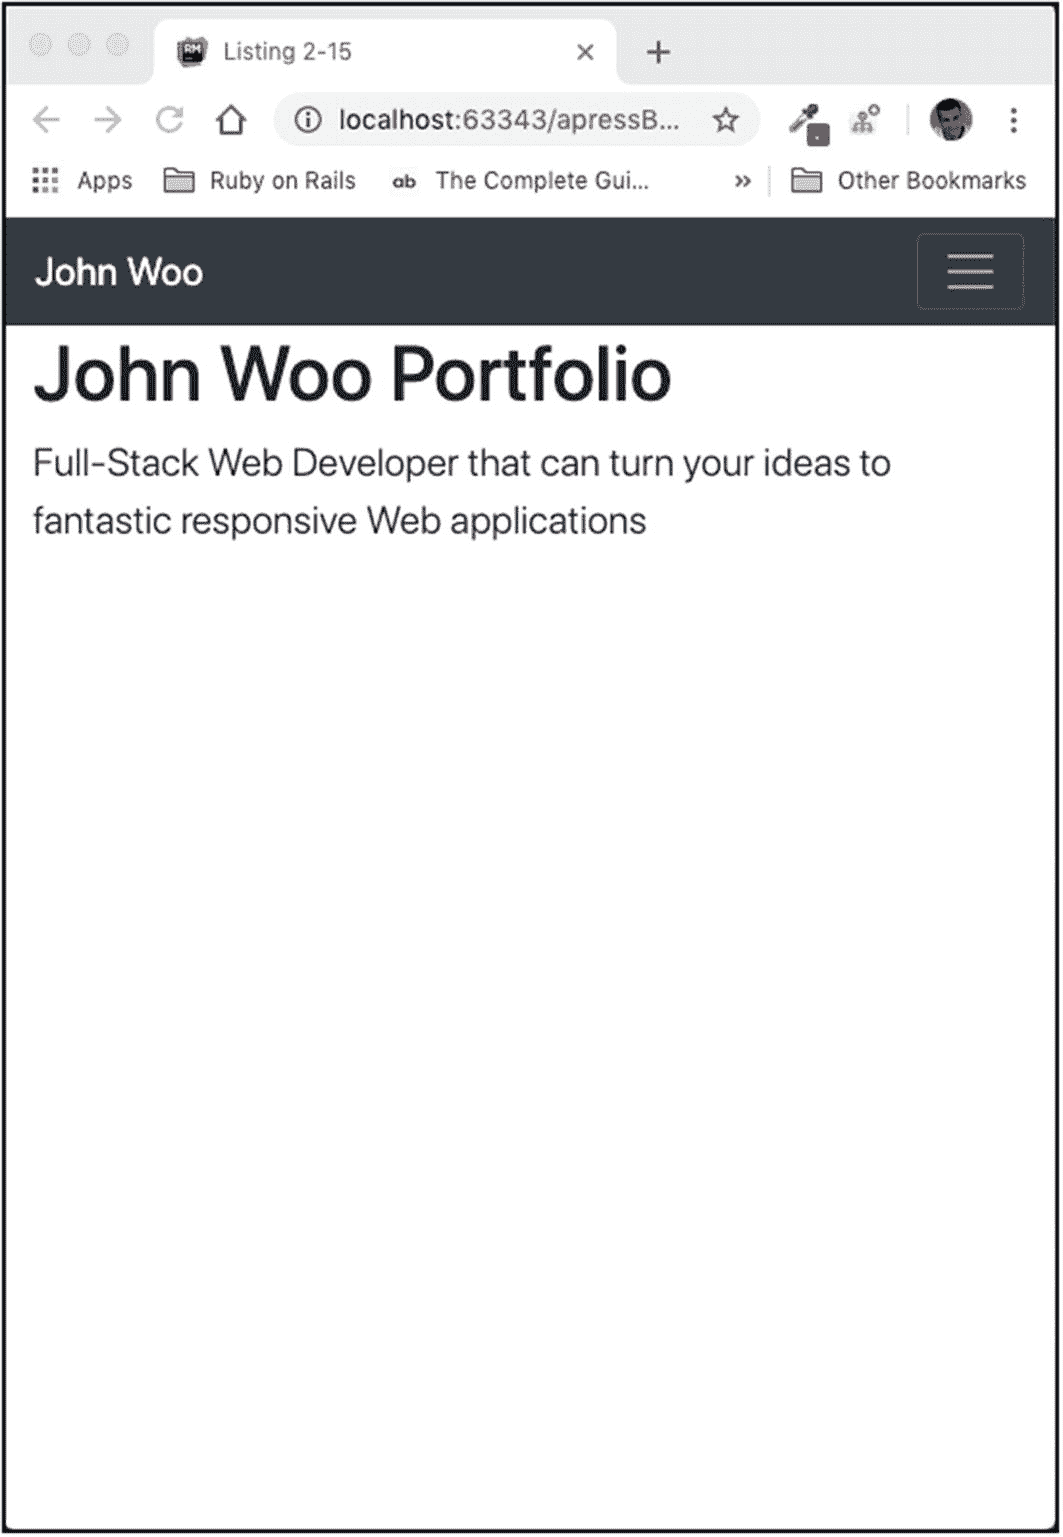 Listing 2-15
localhost:63343/apressB...
Apps Ruby on Rails ab The Complete Gui... » Other Bookmarks
John Woo
John Woo Portfolio
Full-Stack Web Developer that can turn your ideas to
fantastic responsive Web applications